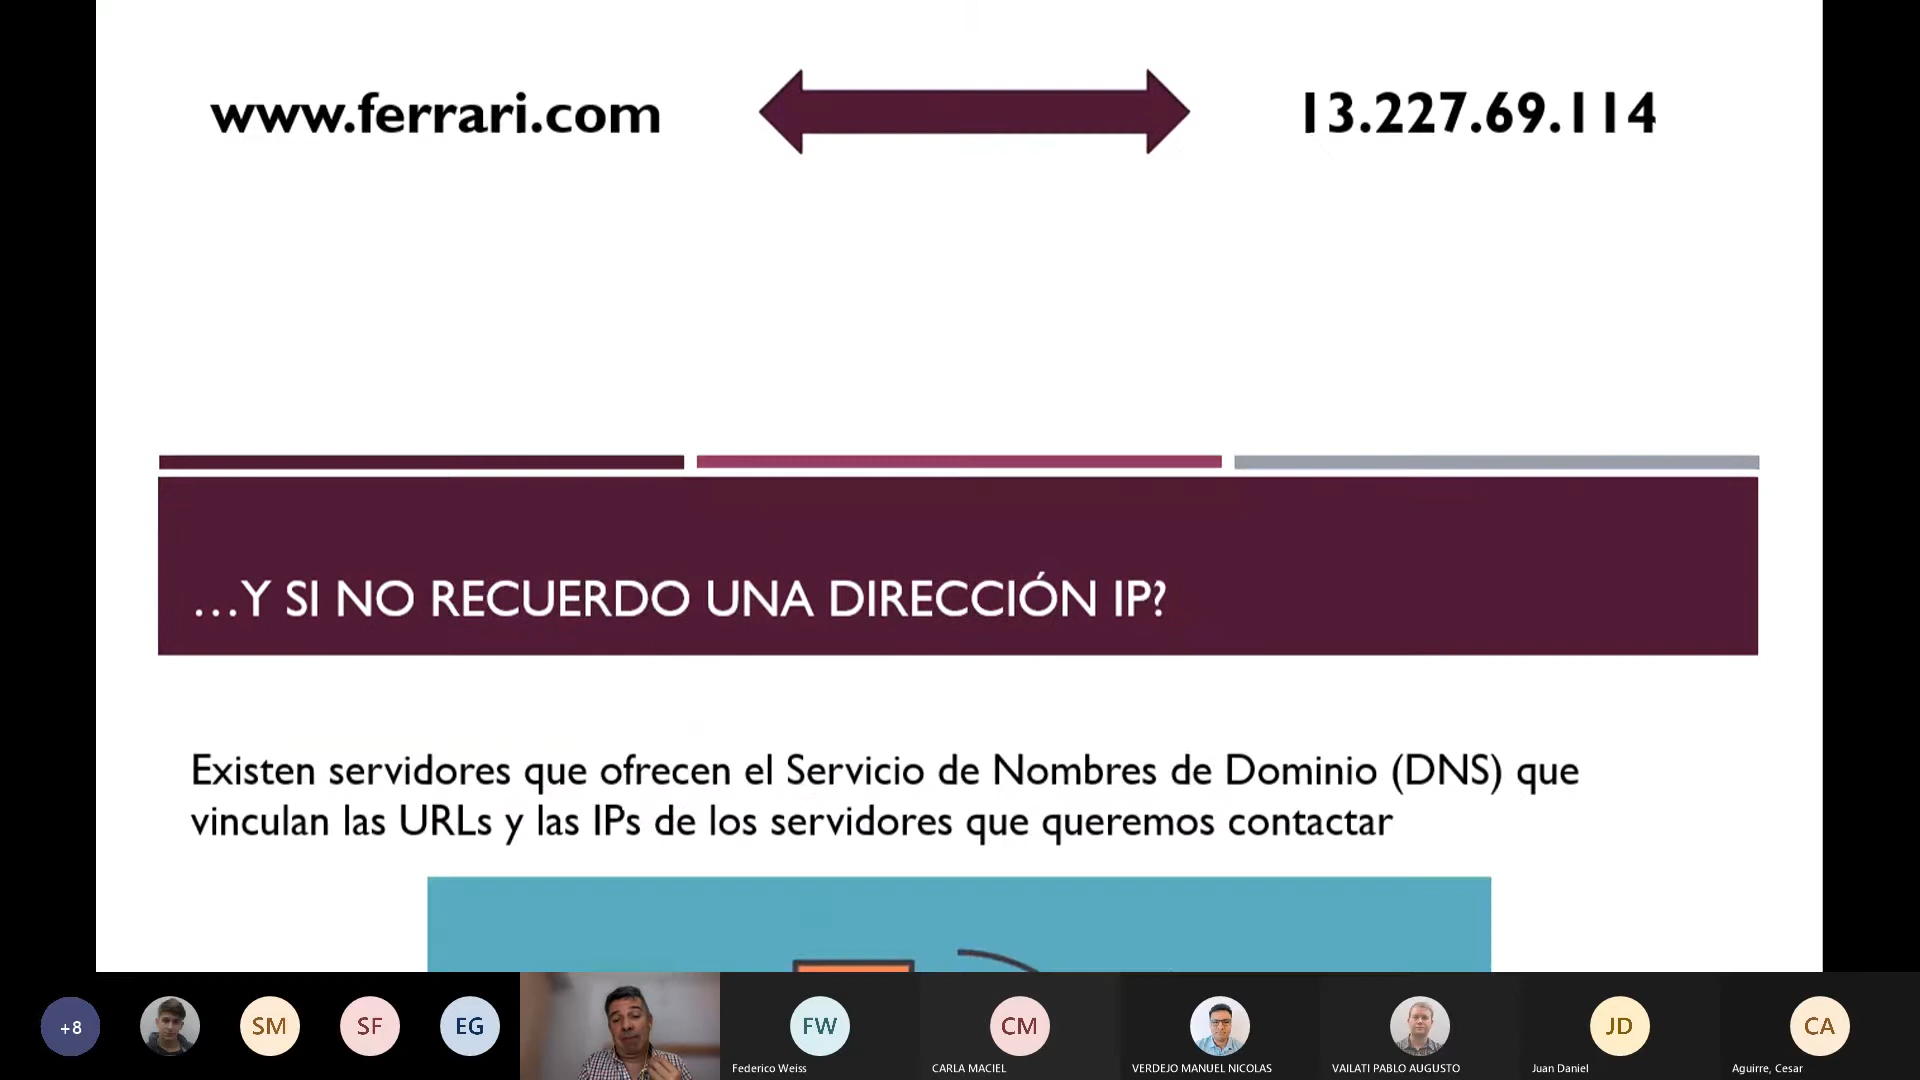 www.ferrari.com
13.227.69.114
...Y SI NO RECUERDO UNA DIRECCIÓN IP?
Existen servidores que ofrecen el Servicio de Nombres de Dominio (DNS) que
vinculan las URLs y las IPs de los servidores que queremos contactar
+8
SM
SF
EG
FW
CM
JD
CA
Federico Weiss
CARLA MACIEL
VERDEJO MANUEL NICOLAS
VAILATI PABLO AUGUSTO
Juan Daniel
Aguirre, Cesar